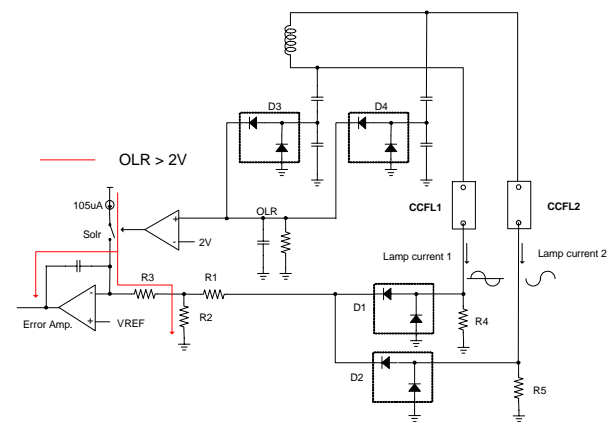 D3
D4
OLR > 2V
105uA
Solr
+
-
2V
OLR
CCFL1
CCFL2
Lamp current 1
Lamp current 2
R3
R1
R2
D1
R4
D2
R5
-
+
Error Amp.
VREF